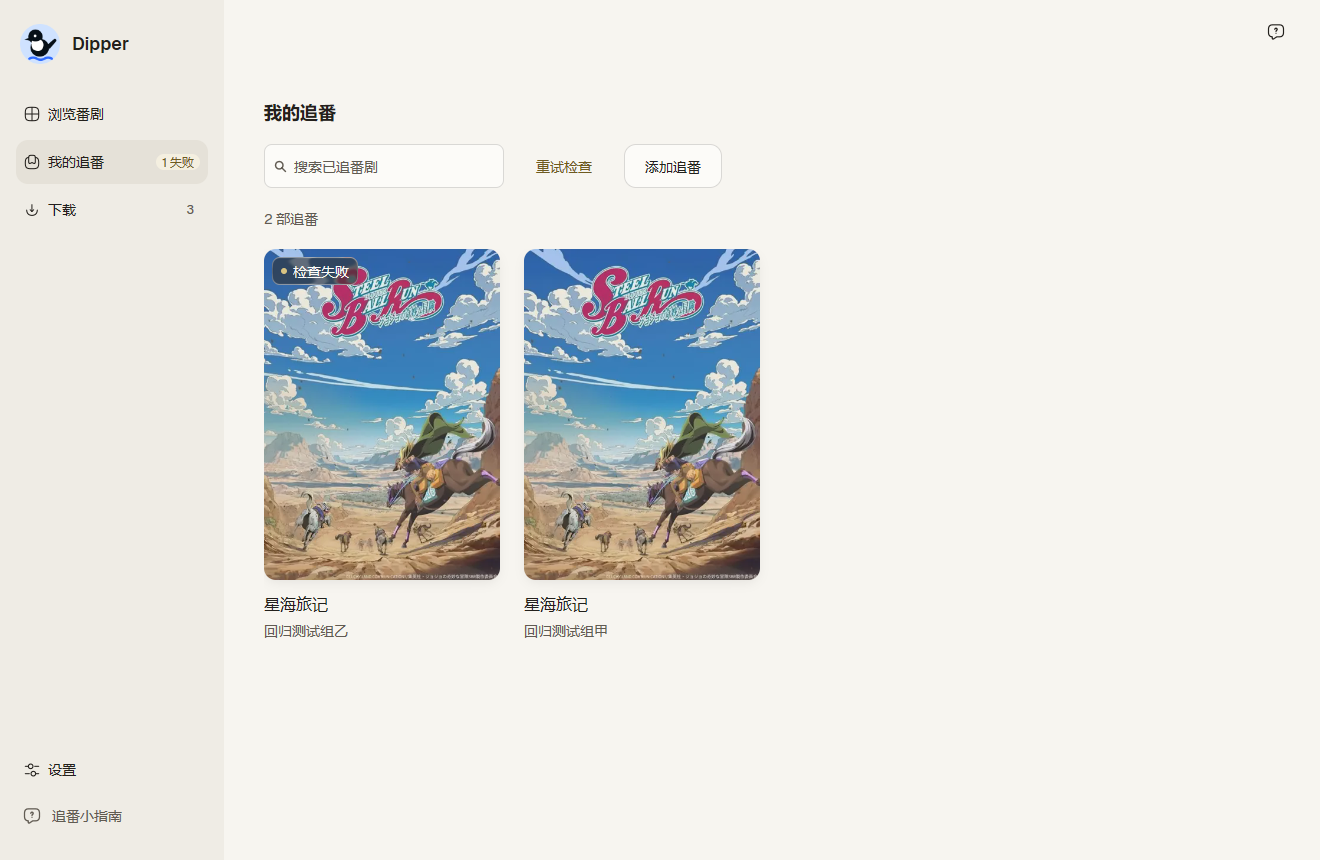 Dipper
浏览番剧
我的追番
1 失败
下载
3
我的追番
搜索已追番剧
重试检查
添加追番
2 部追番
检查失败
STEEL
BALL RUN
STEEL
BALL RUN
星海旅记
回归测试组乙
星海旅记
回归测试组甲
设置
追番小指南